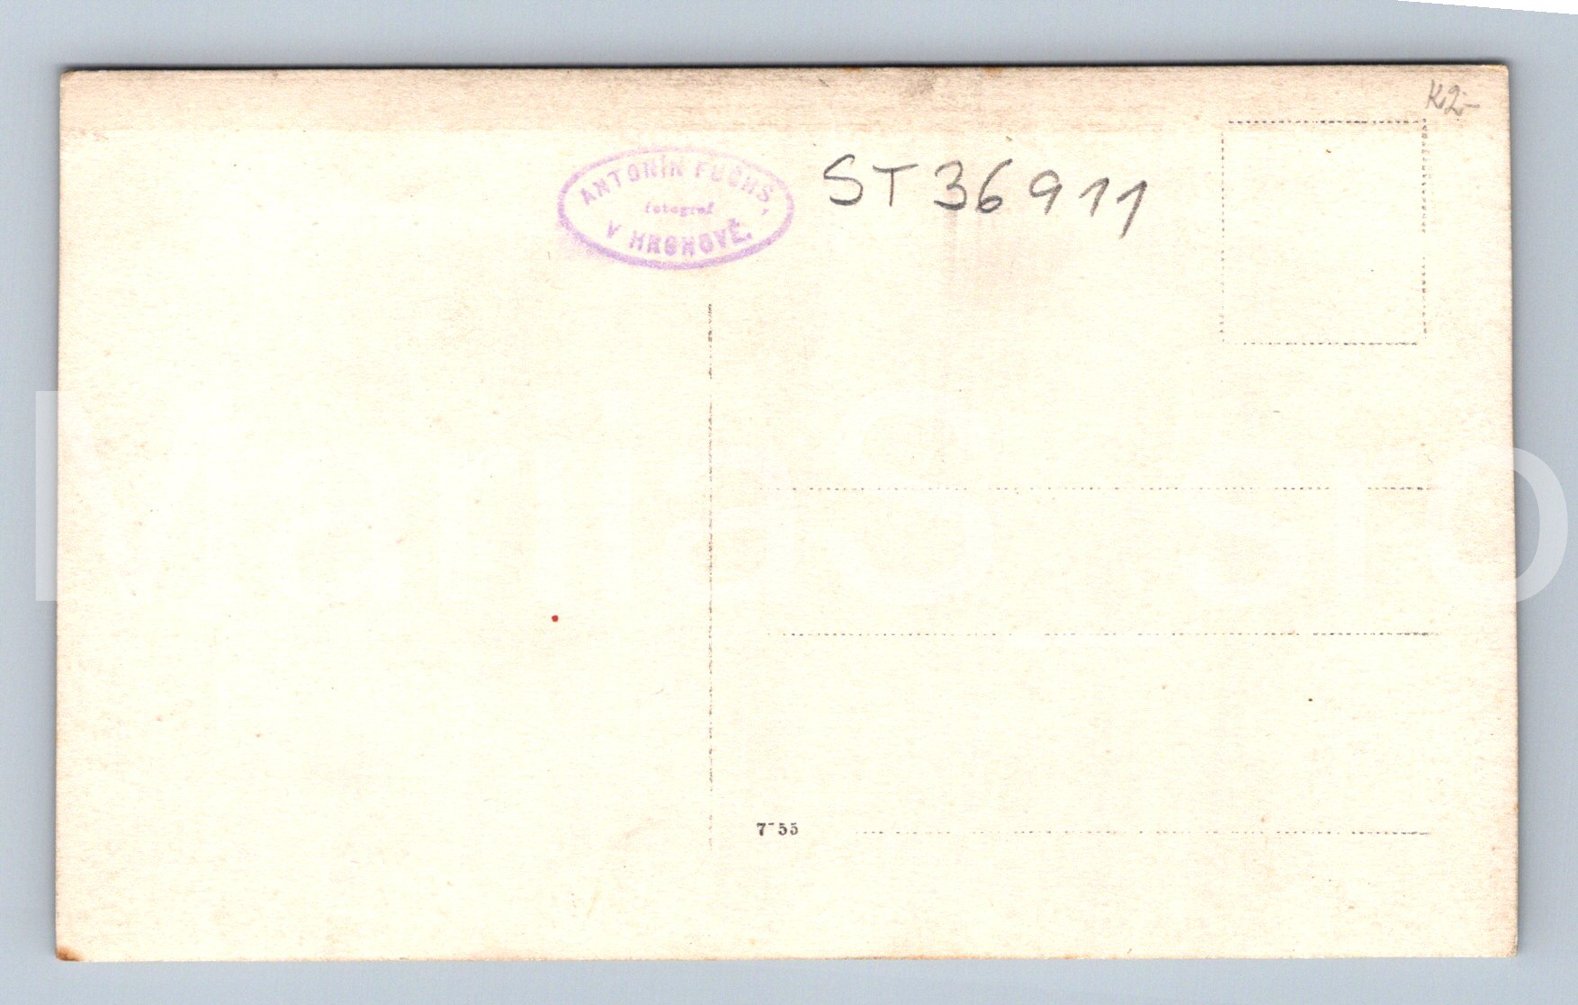 K2-
ANTONÍN FUCHS,
fotograf
V HRONOVĚ.
ST36911
7-55